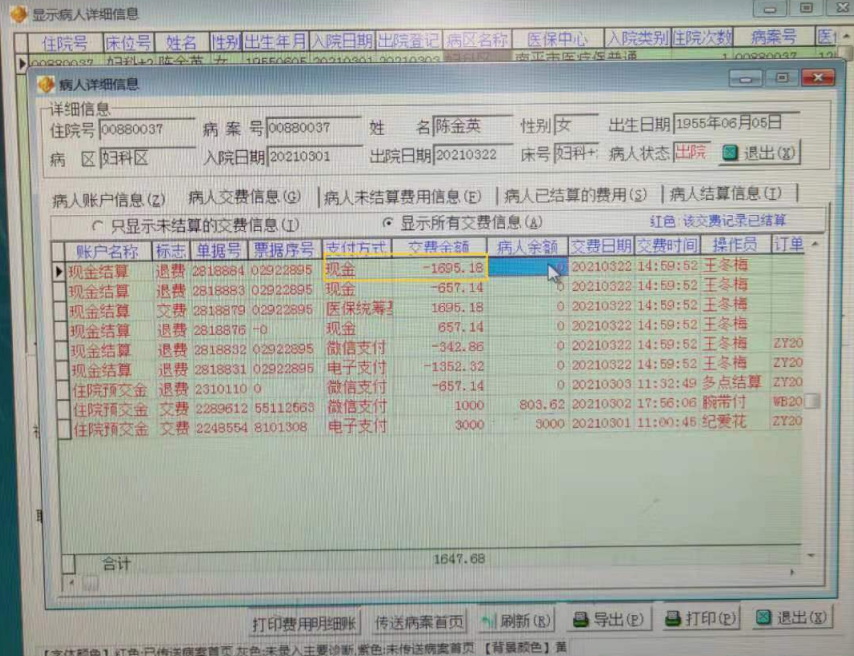 显示病人详细信息
住院号 床位号 姓名 性别 出生年月 入院日期 出院登记 病区名称 医保中心 入院类别 住院次数 病案号 医
病人详细信息
详细信息
住院号 00880037 病案号 00880037 姓名 陈金英 性别 女 出生日期 1955年06月05日
病区 妇科区 入院日期 20210301 出院日期 20210322 床号 妇科+ 病人状态 出院 退出(X)
病人账户信息(Z) 病人交费信息(G) 病人未结算费用信息(F) 病人已结算的费用(S) 病人结算信息(I)
只显示未结算的交费信息(I) 显示所有交费信息(A) 红色:该交费记录已结算
账户名称 标志 单据号 票据序号 支付方式 交费金额 病人余额 交费日期 交费时间 操作员 订单
现金结算 退费 2818884 02922895 现金 -1695.18 0 20210322 14:59:52 王冬梅
现金结算 退费 2818883 02922895 现金 -657.14 0 20210322 14:59:52 王冬梅
现金结算 交费 2818879 02922895 医保统筹基 1695.18 0 20210322 14:59:52 王冬梅
现金结算 退费 2818876 -0 现金 657.14 0 20210322 14:59:52 王冬梅
现金结算 退费 2818832 02922895 微信支付 -342.86 0 20210322 14:59:52 王冬梅 ZY20
现金结算 退费 2818831 02922895 电子支付 -1352.32 0 20210322 14:59:52 王冬梅 ZY20
住院预交金 退费 2310110 0 微信支付 -657.14 0 20210303 11:32:49 多点结算 ZY20
住院预交金 交费 2289612 55112563 微信支付 1000 803.62 20210302 17:56:06 腕带付 WB20
住院预交金 交费 2248554 8101308 电子支付 3000 3000 20210301 11:00:45 纪爱花 ZY20
合计 1647.68
打印费用明细账 传送病案首页 刷新(R) 导出(P) 打印(P) 退出(X)
【字体颜色】红色:已传送病案首页,灰色:未录入主要诊断,紫色:未传送病案首页 【背景颜色】黄